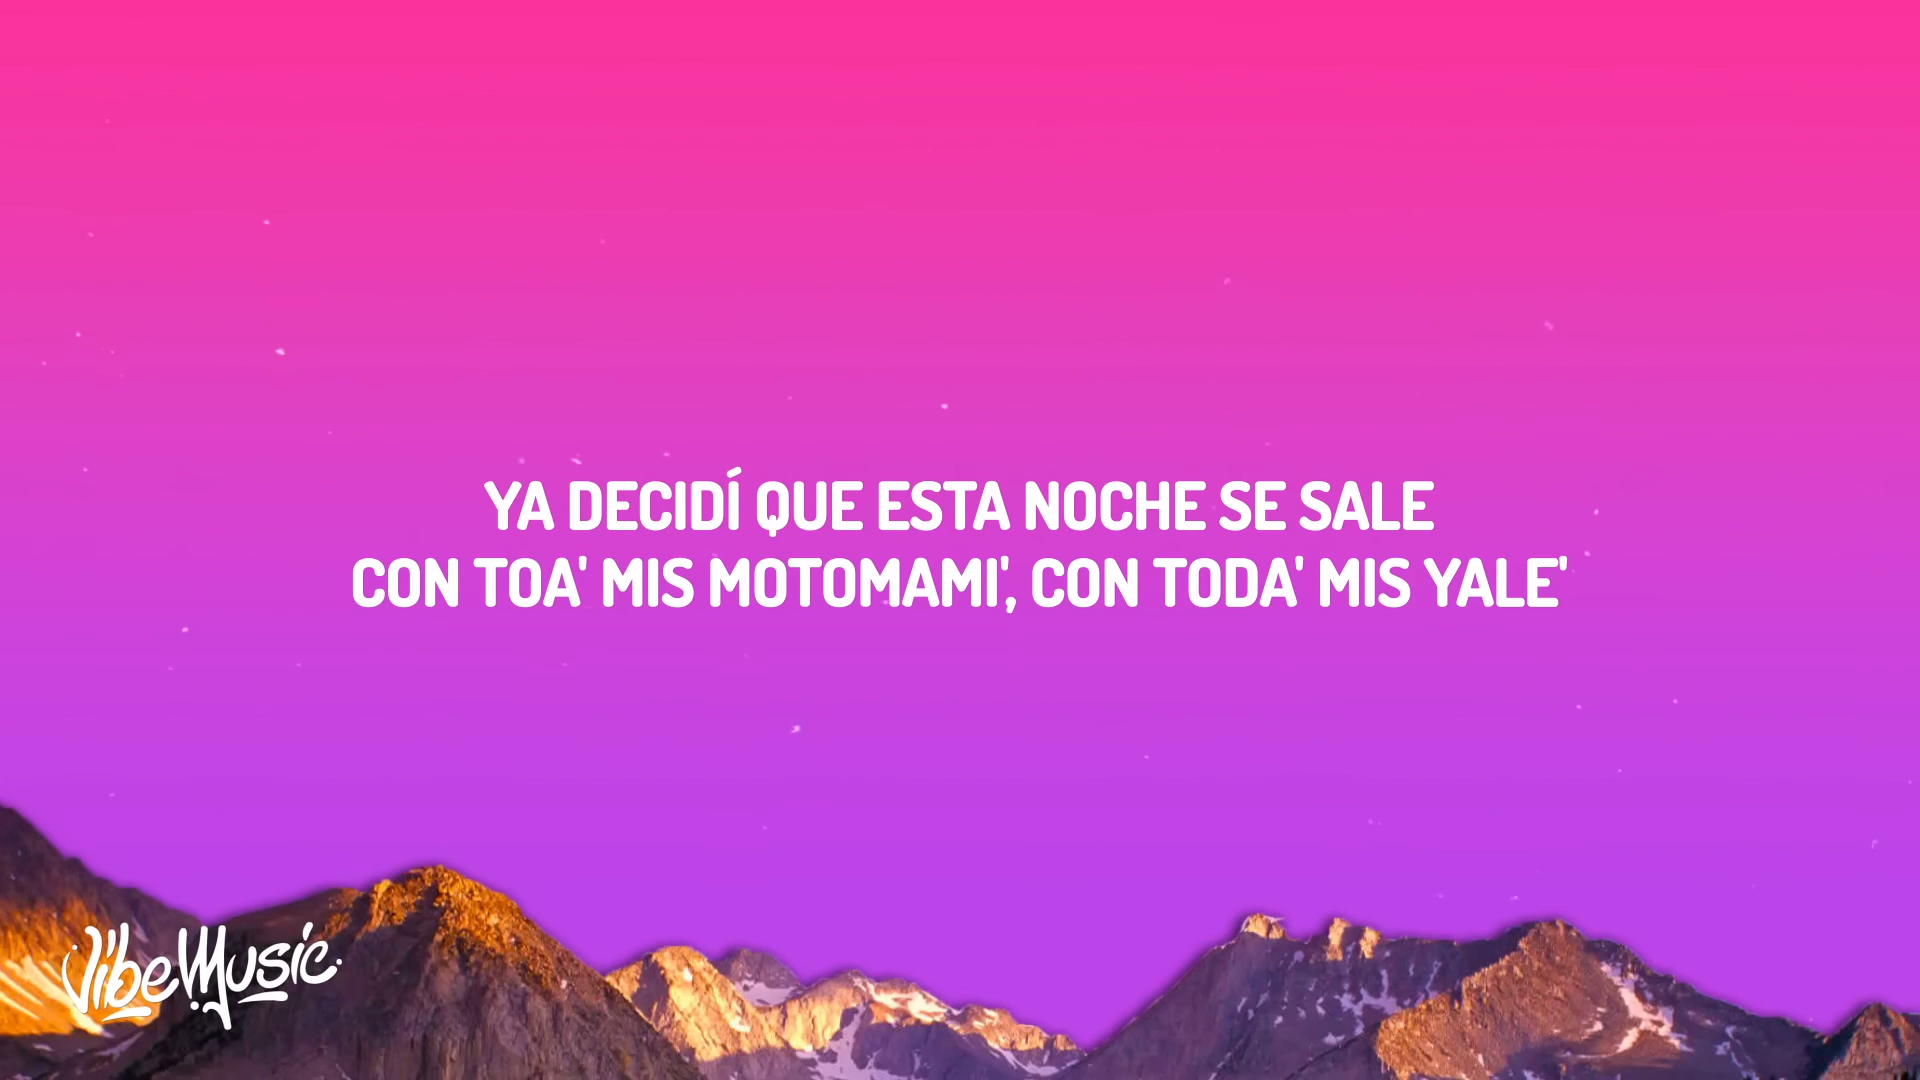 YA DECIDÍ QUE ESTA NOCHE SE SALE
CON TOA' MIS MOTOMAMI', CON TODA' MIS YALE'
VibeMusic